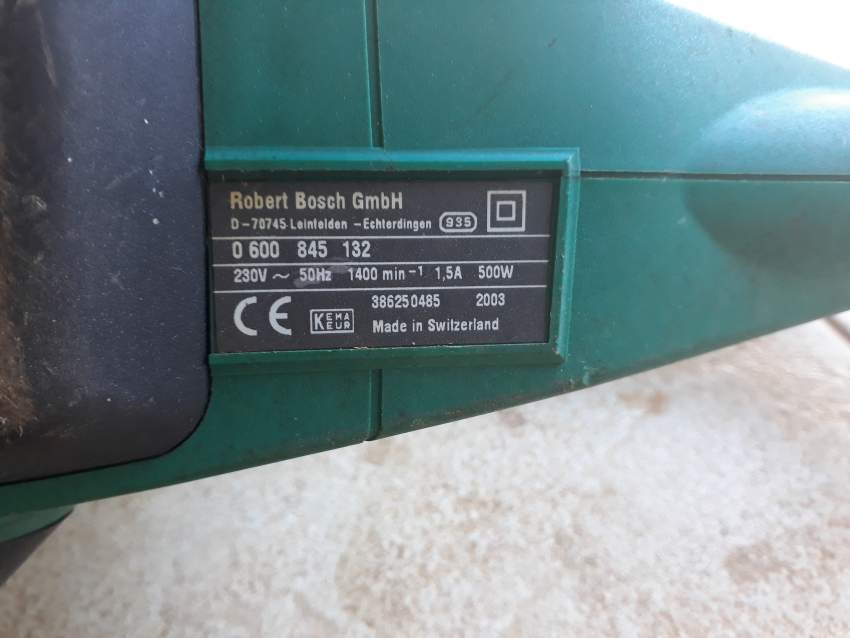 Robert Bosch GmbH
D-70745 Leinfelden -Echterdingen 935
0 600 845 132
230V ~ 50Hz 1400 min-1 1,5A 500W
386250485 2003
CE KEMA EUR Made in Switzerland